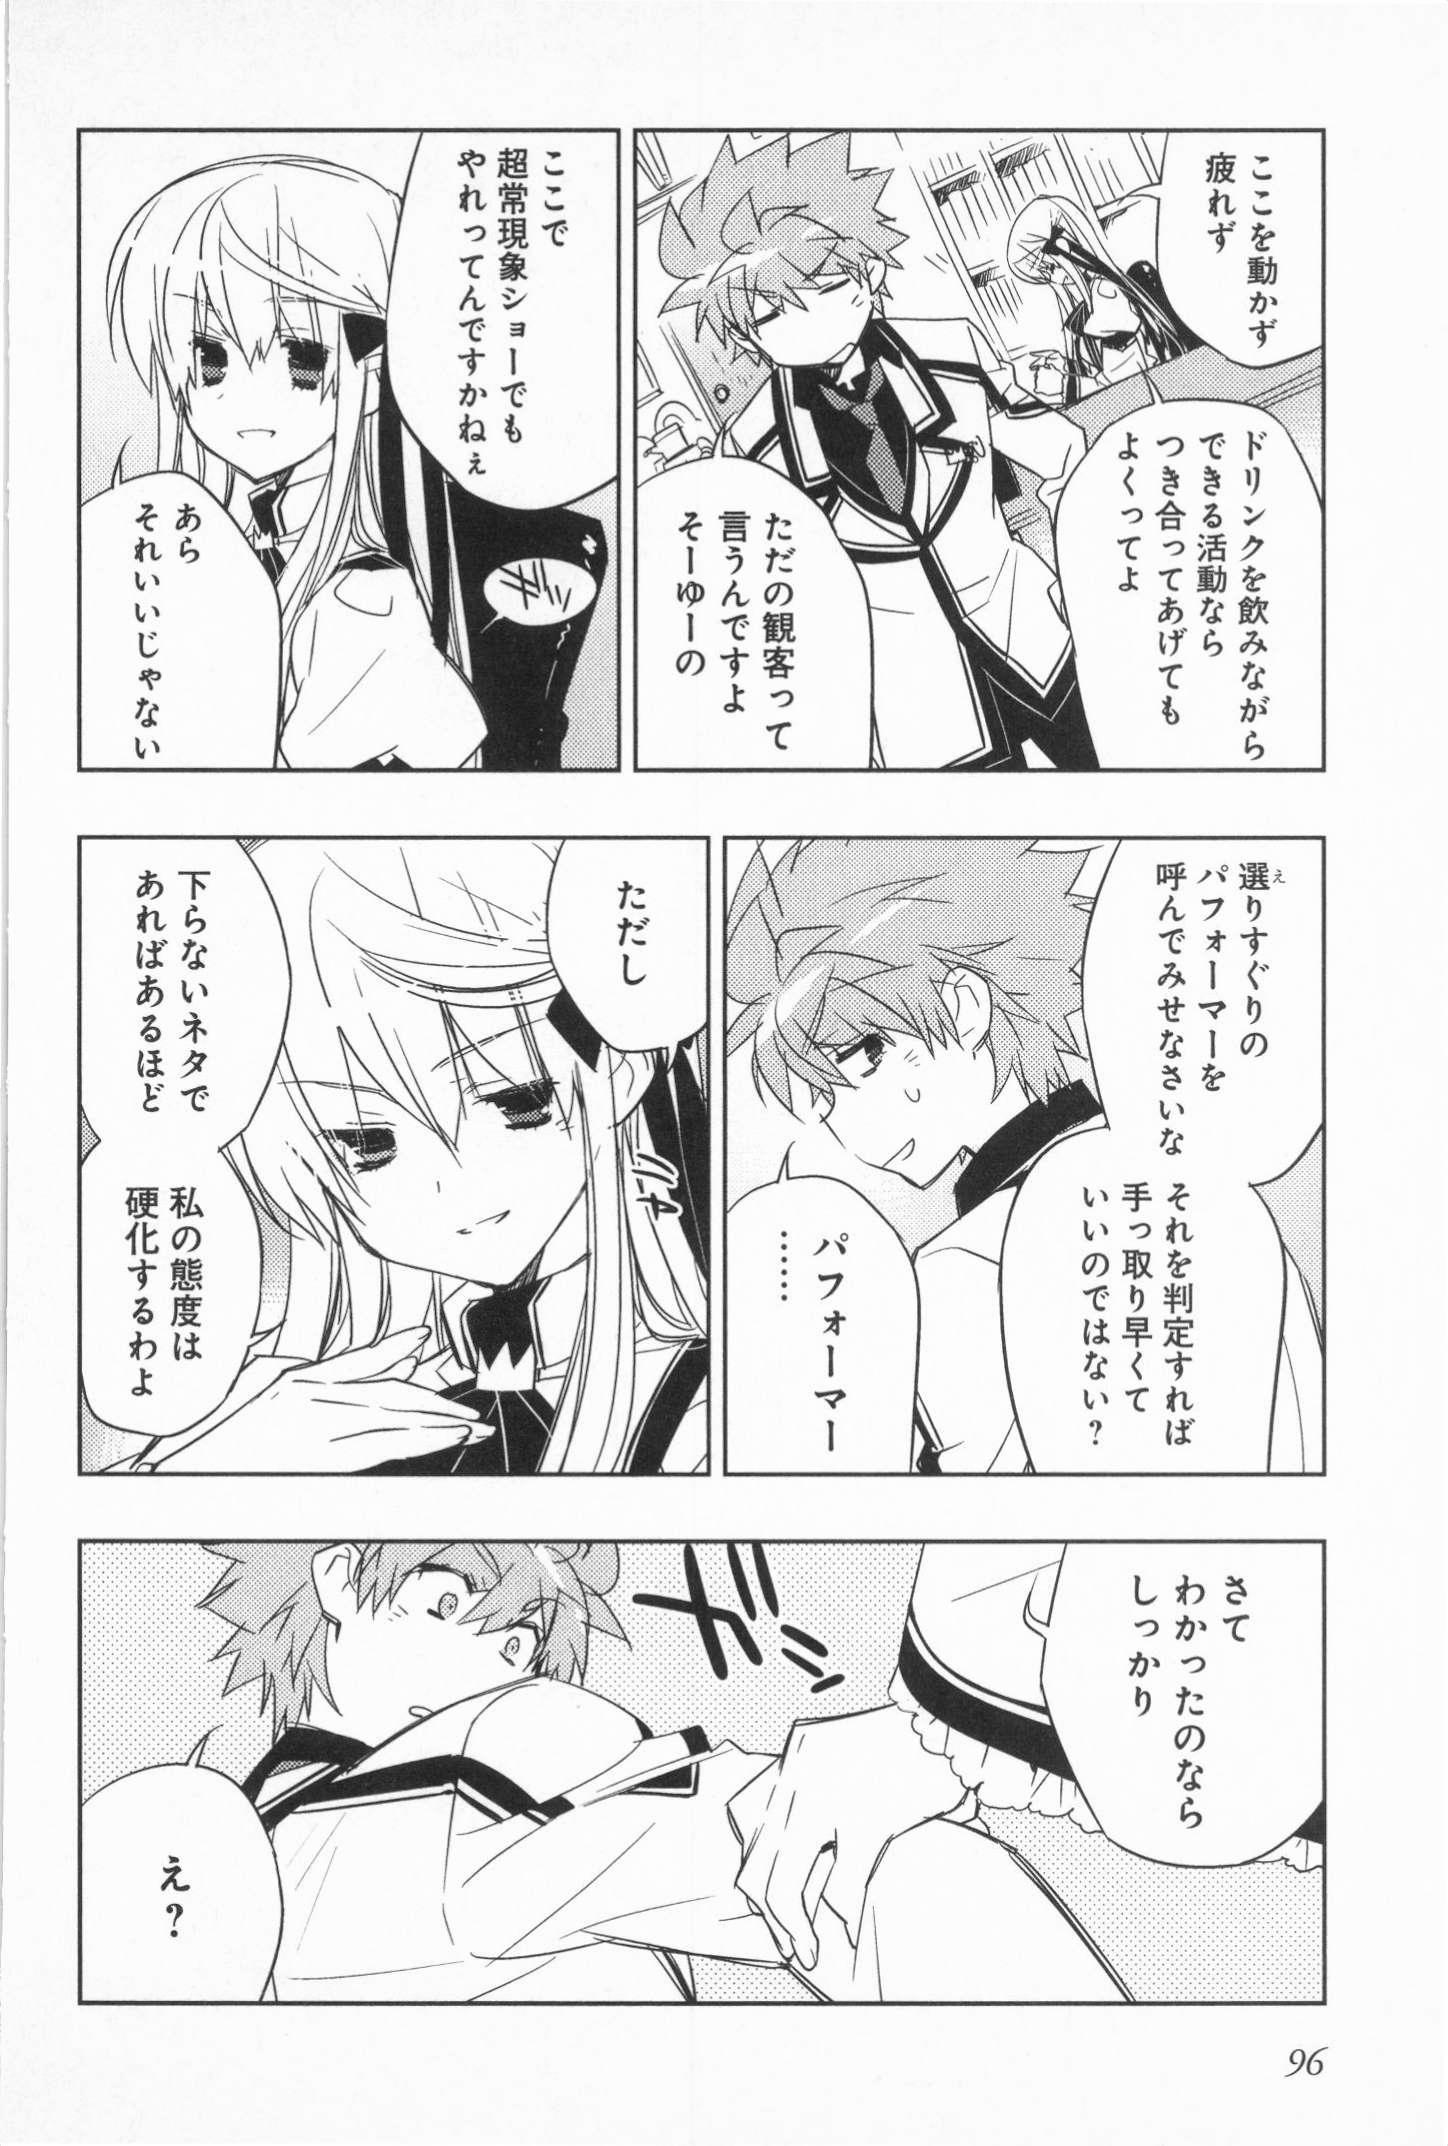 ここを動かず
疲れず
ドリンクを飲みながら
できる活動なら
つき合ってあげても
よくってよ
ただの観客って
言うんですよ
そーゆーの
ここで
超常現象ショーでも
やれってんですかねぇ
ギッ
あら
それいいじゃない
選りすぐりの
え
パフォーマーを
呼んでみせなさいな
それを判定すれば
手っ取り早くて
いいのではない?
パフォーマー
……
ただし
ニヤ
下らないネタで
あればあるほど
私の態度は
硬化するわよ
さて
わかったのなら
しっかり
え?
96